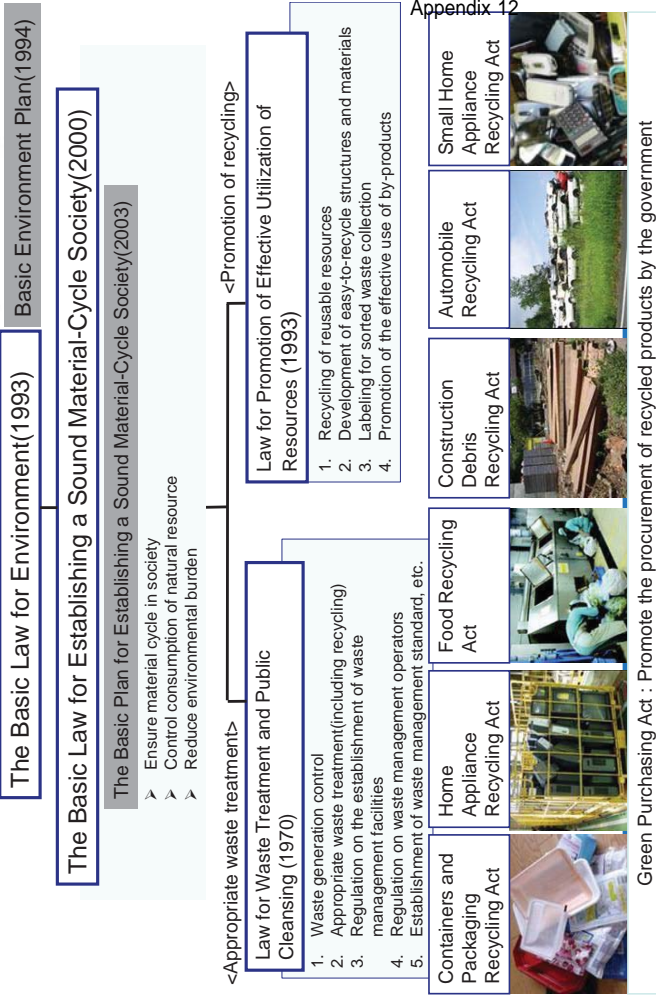 Appendix 12
The Basic Law for Environment(1993)
Basic Environment Plan(1994)
The Basic Law for Establishing a Sound Material-Cycle Society(2000)
The Basic Plan for Establishing a Sound Material-Cycle Society(2003)
➢ Ensure material cycle in society
➢ Control consumption of natural resource
➢ Reduce environmental burden
<Appropriate waste treatment>
Law for Waste Treatment and Public
Cleansing (1970)
1. Waste generation control
2. Appropriate waste treatment(including recycling)
3. Regulation on the establishment of waste
management facilities
4. Regulation on waste management operators
5. Establishment of waste management standard, etc.
<Promotion of recycling>
Law for Promotion of Effective Utilization of
Resources (1993)
1. Recycling of reusable resources
2. Development of easy-to-recycle structures and materials
3. Labeling for sorted waste collection
4. Promotion of the effective use of by-products
Containers and
Packaging
Recycling Act
Home
Appliance
Recycling Act
Food Recycling
Act
Construction
Debris
Recycling Act
Automobile
Recycling Act
Small Home
Appliance
Recycling Act
Green Purchasing Act : Promote the procurement of recycled products by the government